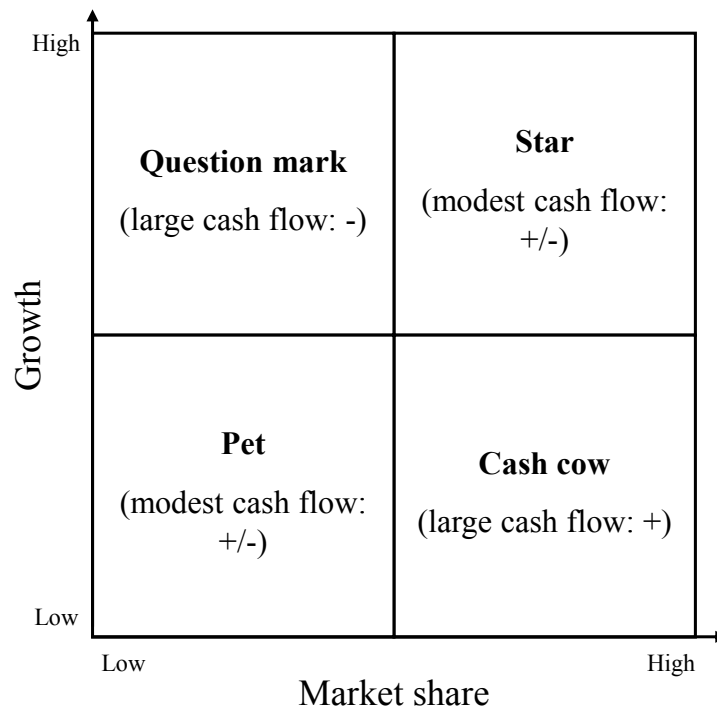 High
Question mark
(large cash flow: -)
Star
(modest cash flow:
+/-)
Growth
Pet
(modest cash flow:
+/-)
Cash cow
(large cash flow: +)
Low
Low
High
Market share